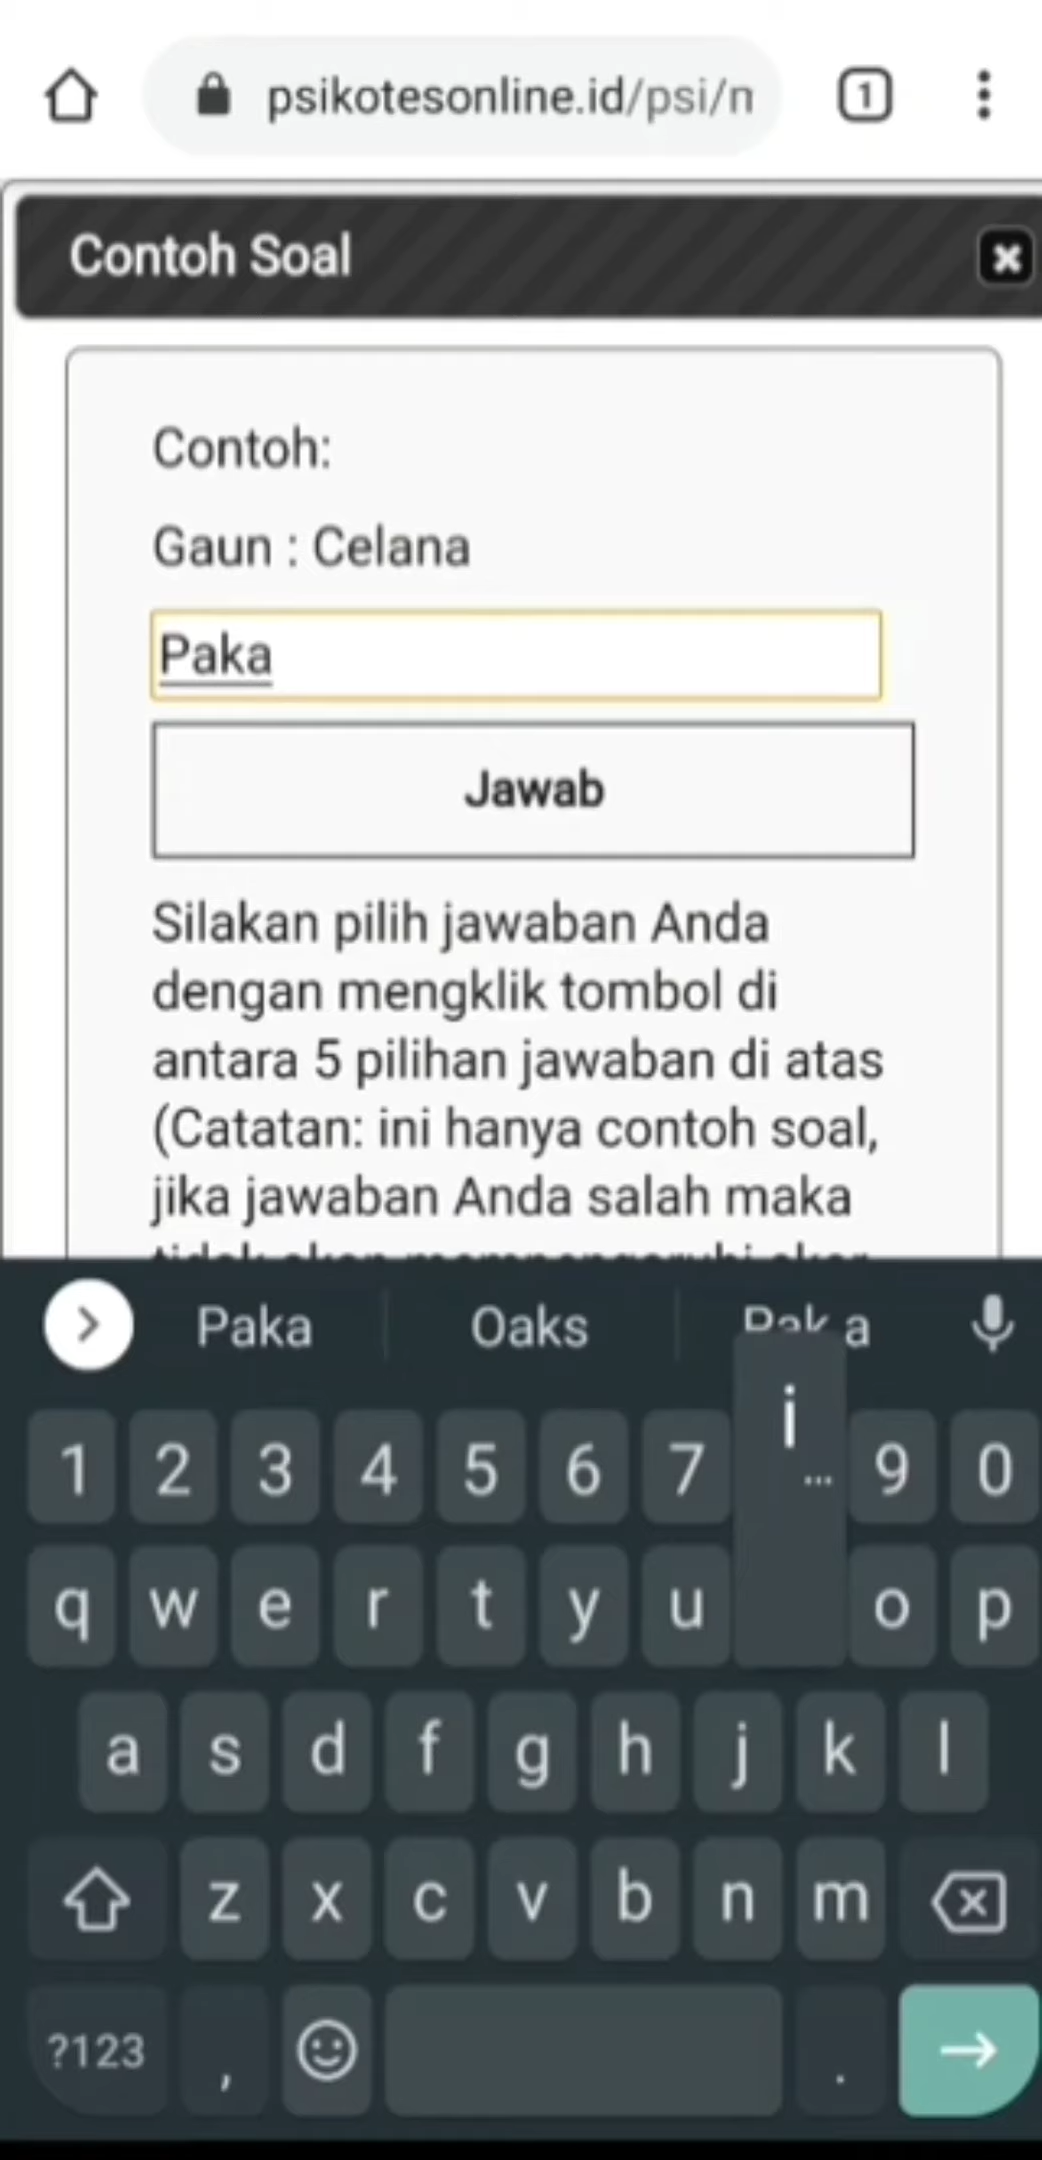 psikotesonline.id/psi/n
1
Contoh Soal
Contoh:
Gaun : Celana
Paka
Jawab
Silakan pilih jawaban Anda
dengan mengklik tombol di
antara 5 pilihan jawaban di atas
(Catatan: ini hanya contoh soal,
jika jawaban Anda salah maka
Paka Oaks Pak a
i
...
1 2 3 4 5 6 7 9 0
q w e r t y u o p
a s d f g h j k l
z x c v b n m
?123 , .